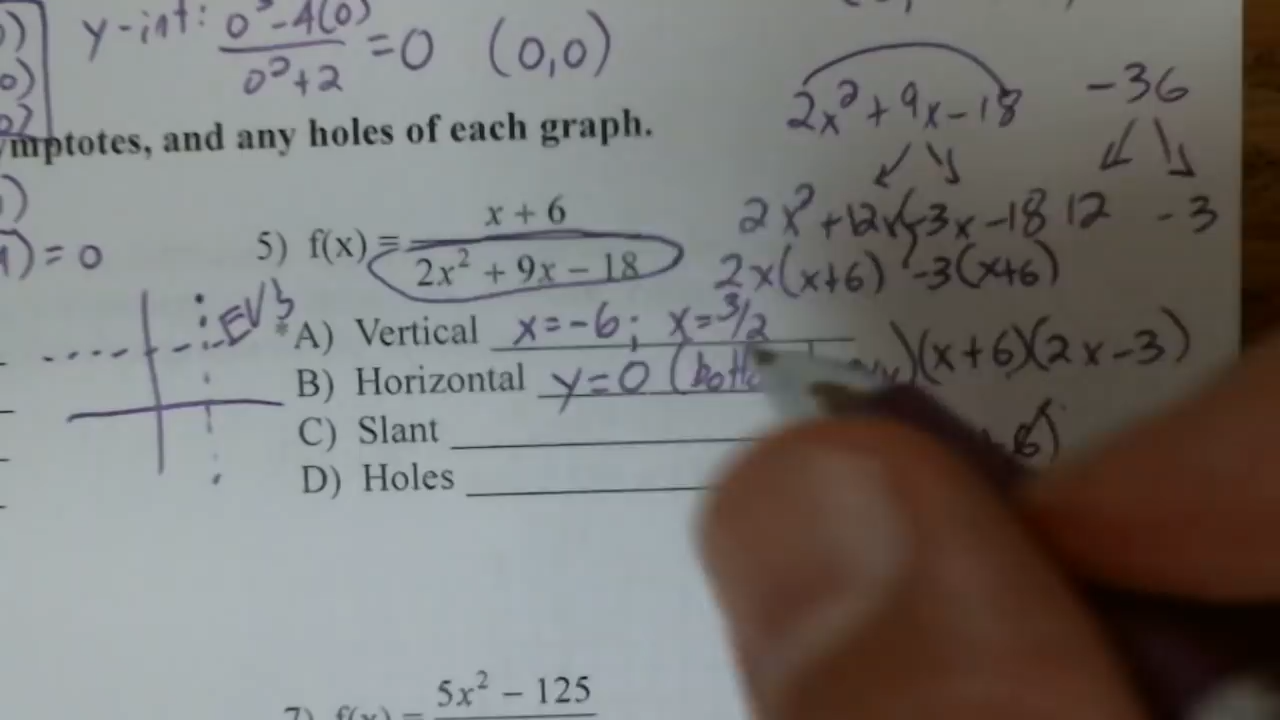 y-int: 0³-4(0) / 0²+2 =0 (0,0)
mptotes, and any holes of each graph.
=0
5) f(x) = x + 6 / 2x² + 9x - 18
EVs
*A) Vertical x=-6; x=3/2
B) Horizontal y=0
C) Slant
D) Holes
2x²+9x-18
-36
2x²+12x-3x-18
12 -3
2x(x+6) -3(x+6)
(x+6)(2x-3)
5x² - 125